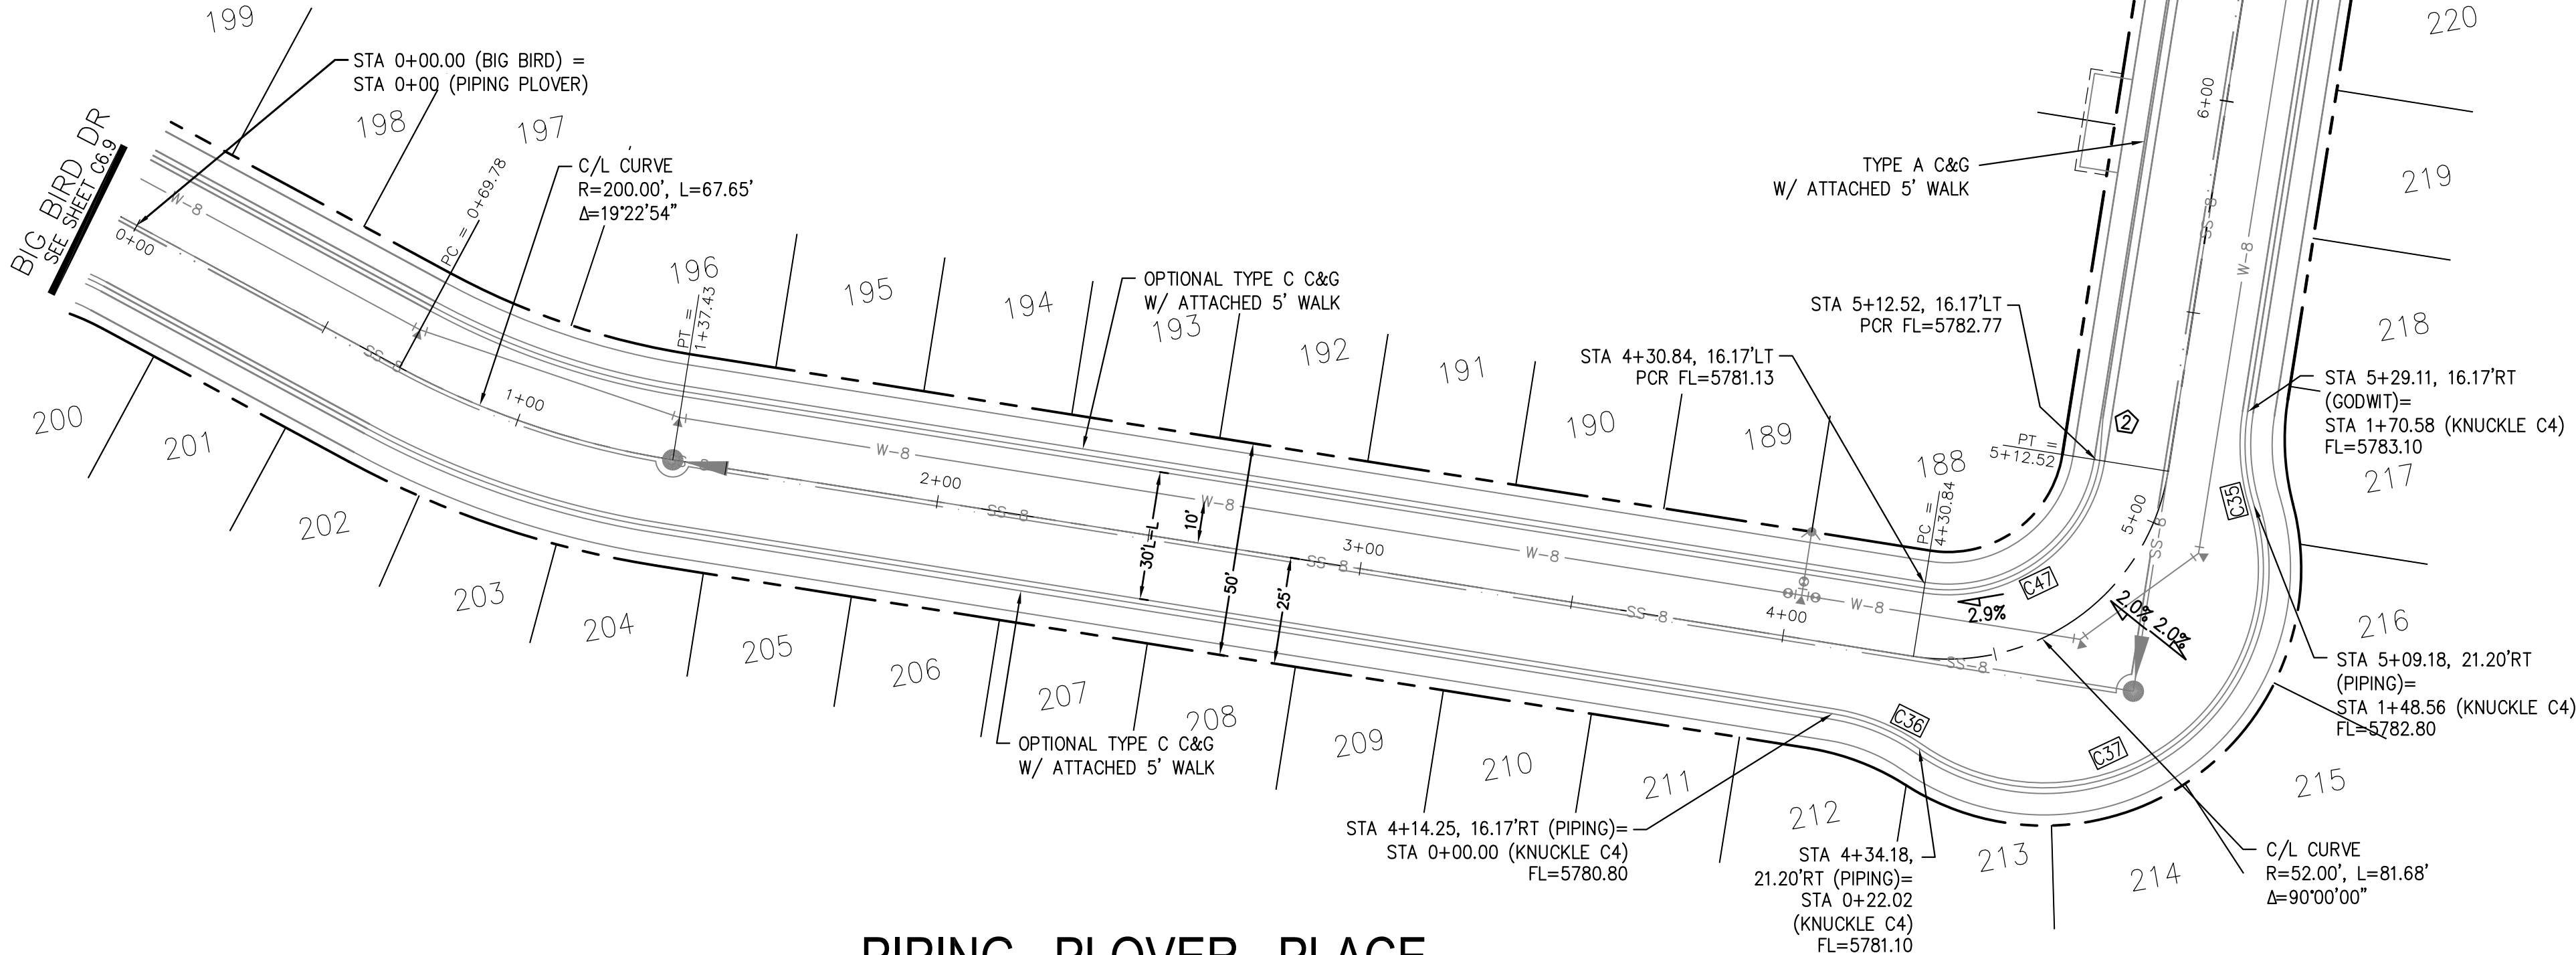 199
STA 0+00.00 (BIG BIRD) =
STA 0+00 (PIPING PLOVER)
198
197
BIG BIRD DR
SEE SHEET C6.9
W-8
0+00
PC = 0+69.78
C/L CURVE
R=200.00', L=67.65'
Δ=19°22'54"
SS-8
1+00
196
PT =
1+37.43
SS-8
195
194
OPTIONAL TYPE C C&G
W/ ATTACHED 5' WALK
193
192
191
190
189
188
W-8
2+00
SS-8
W-8
10'
30'L=L
50'
25'
3+00
SS-8
W-8
SS-8
4+00
W-8
2.9%
PC =
4+30.84
SS-8
STA 4+30.84, 16.17'LT
PCR FL=5781.13
STA 5+12.52, 16.17'LT
PCR FL=5782.77
TYPE A C&G
W/ ATTACHED 5' WALK
6+00
SS-8
W-8
2
PT =
5+12.52
5+00
SS-8
C47
C35
2.0%
2.0%
C36
C37
220
219
218
STA 5+29.11, 16.17'RT
(GODWIT)=
STA 1+70.58 (KNUCKLE C4)
FL=5783.10
217
216
STA 5+09.18, 21.20'RT
(PIPING)=
STA 1+48.56 (KNUCKLE C4)
FL=5782.80
215
214
213
212
211
210
209
208
207
206
205
204
203
202
201
200
OPTIONAL TYPE C C&G
W/ ATTACHED 5' WALK
STA 4+14.25, 16.17'RT (PIPING)=
STA 0+00.00 (KNUCKLE C4)
FL=5780.80
STA 4+34.18,
21.20'RT (PIPING)=
STA 0+22.02
(KNUCKLE C4)
FL=5781.10
C/L CURVE
R=52.00', L=81.68'
Δ=90°00'00"
PIPING PLOVER PLACE